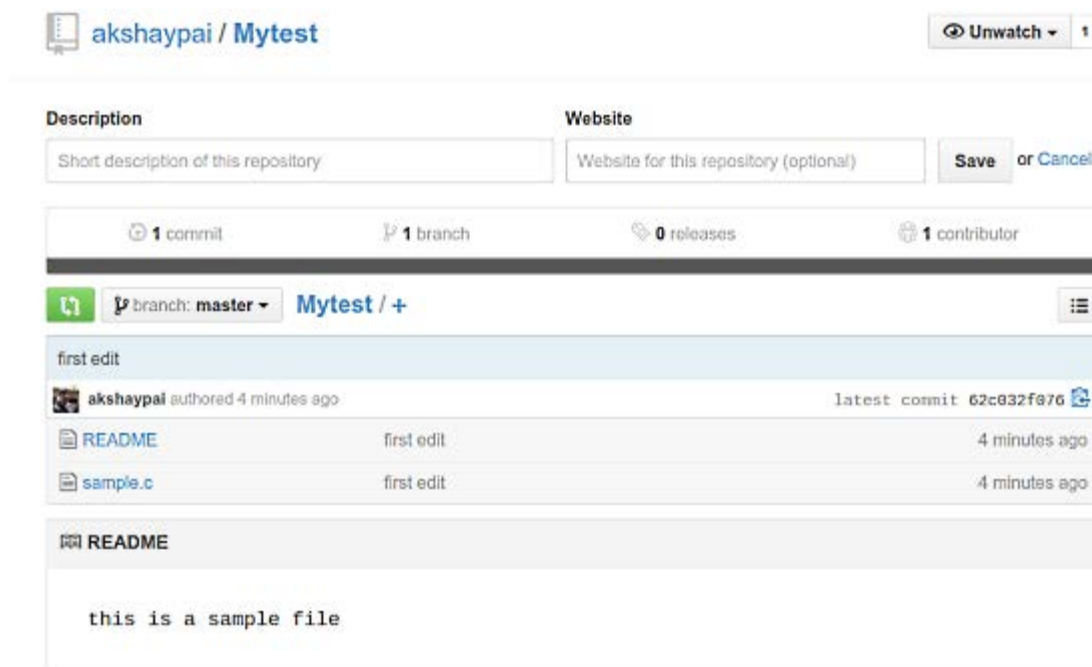 akshaypai / Mytest
Unwatch 1
Description
Website
Short description of this repository
Website for this repository (optional)
Save or Cancel
1 commit
1 branch
0 releases
1 contributor
branch: master
Mytest / +
first edit
akshaypai authored 4 minutes ago
latest commit 62c032f076
README first edit 4 minutes ago
sample.c first edit 4 minutes ago
README
this is a sample file